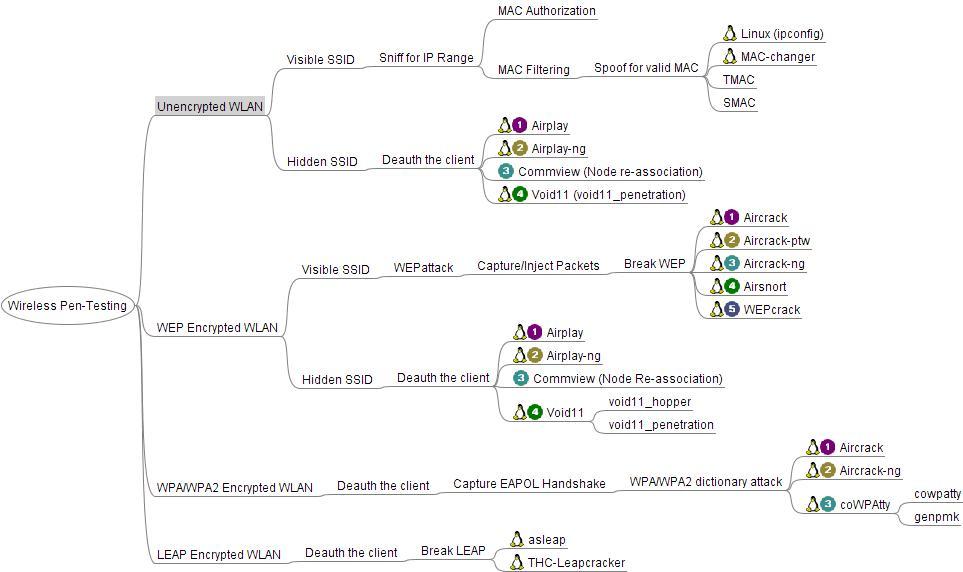 Wireless Pen-Testing
Unencrypted WLAN
Visible SSID
Sniff for IP Range
MAC Authorization
MAC Filtering
Spoof for valid MAC
Linux (ipconfig)
MAC-changer
TMAC
SMAC
Hidden SSID
Deauth the client
1 Airplay
2 Airplay-ng
3 Commview (Node re-association)
4 Void11 (void11_penetration)
WEP Encrypted WLAN
Visible SSID
WEPattack
Capture/Inject Packets
Break WEP
1 Aircrack
2 Aircrack-ptw
3 Aircrack-ng
4 Airsnort
5 WEPcrack
Hidden SSID
Deauth the client
1 Airplay
2 Airplay-ng
3 Commview (Node Re-association)
4 Void11
void11_hopper
void11_penetration
WPA/WPA2 Encrypted WLAN
Deauth the client
Capture EAPOL Handshake
WPA/WPA2 dictionary attack
1 Aircrack
2 Aircrack-ng
3 coWPAtty
cowpatty
genpmk
LEAP Encrypted WLAN
Deauth the client
Break LEAP
asleap
THC-Leapcracker